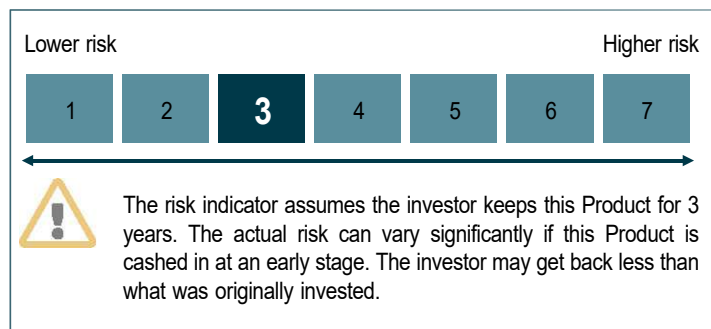 Lower risk Higher risk
1 2 3 4 5 6 7
The risk indicator assumes the investor keeps this Product for 3
years. The actual risk can vary significantly if this Product is
cashed in at an early stage. The investor may get back less than
what was originally invested.